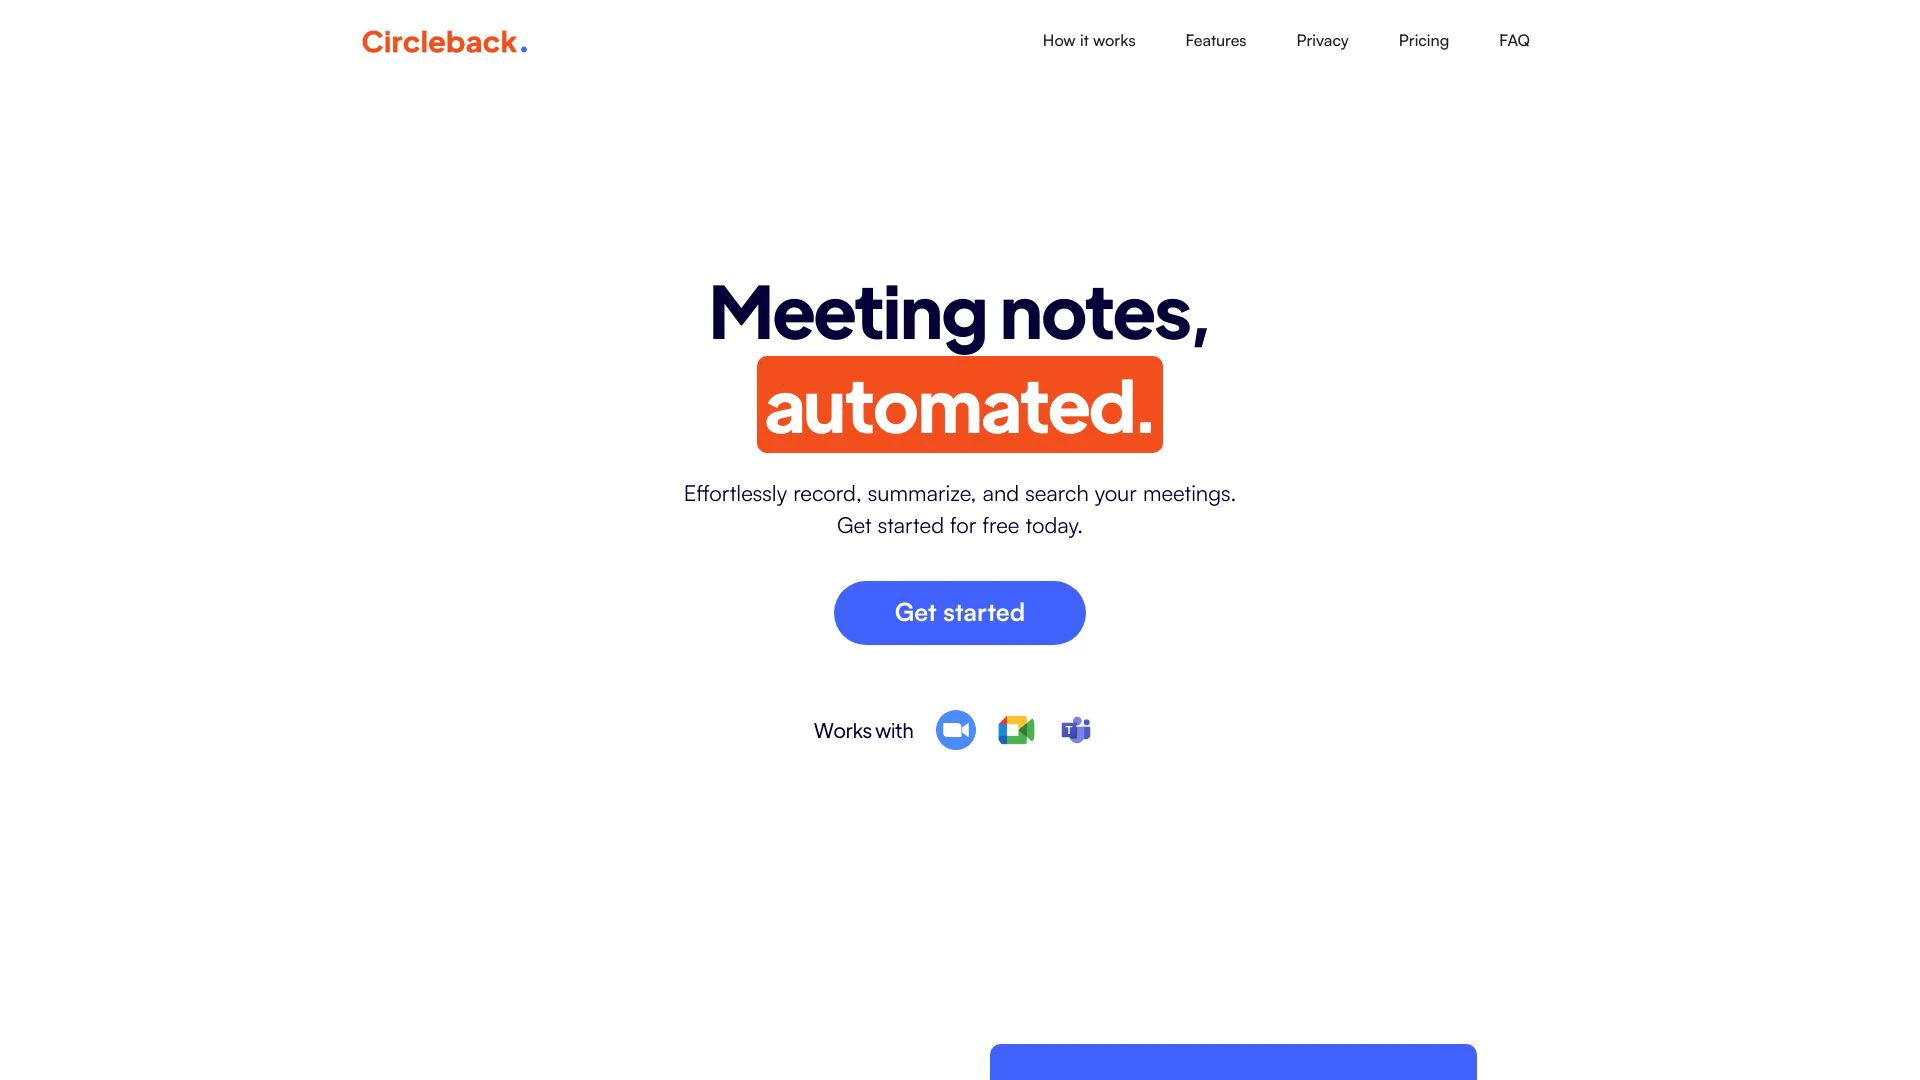 Circleback.
How it works
Features
Privacy
Pricing
FAQ
Meeting notes,
automated.
Effortlessly record, summarize, and search your meetings.
Get started for free today.
Get started
Works with
T